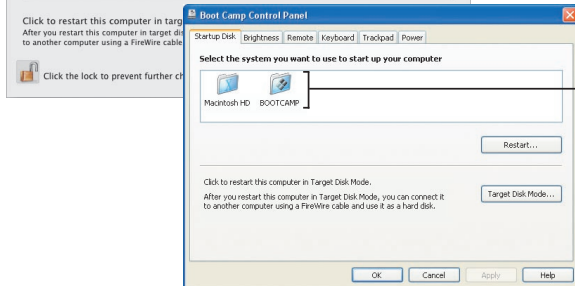 Click to restart this computer in targ
After you restart this computer in target dis
to another computer using a FireWire cable
Click the lock to prevent further ch
Boot Camp Control Panel
Startup Disk Brightness Remote Keyboard Trackpad Power
Select the system you want to use to start up your computer
Macintosh HD BOOTCAMP
Restart...
Click to restart this computer in Target Disk Mode.
After you restart this computer in Target Disk Mode, you can connect it
to another computer using a FireWire cable and use it as a hard disk.
Target Disk Mode...
OK Cancel Apply Help